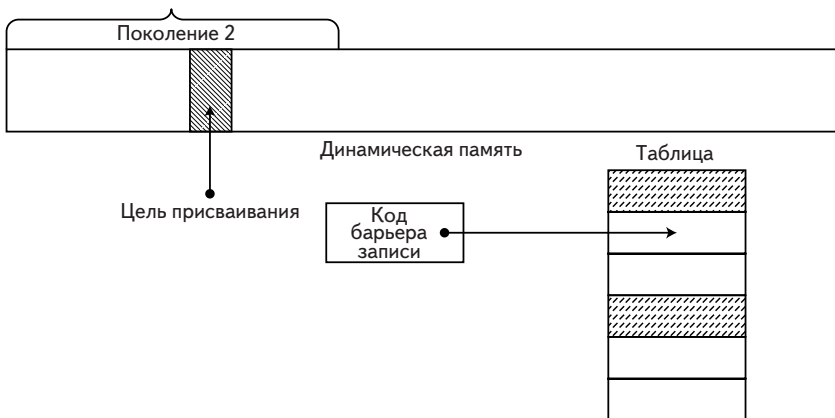 Поколение 2
Динамическая память
Таблица
Цель присваивания
Код
барьера
записи